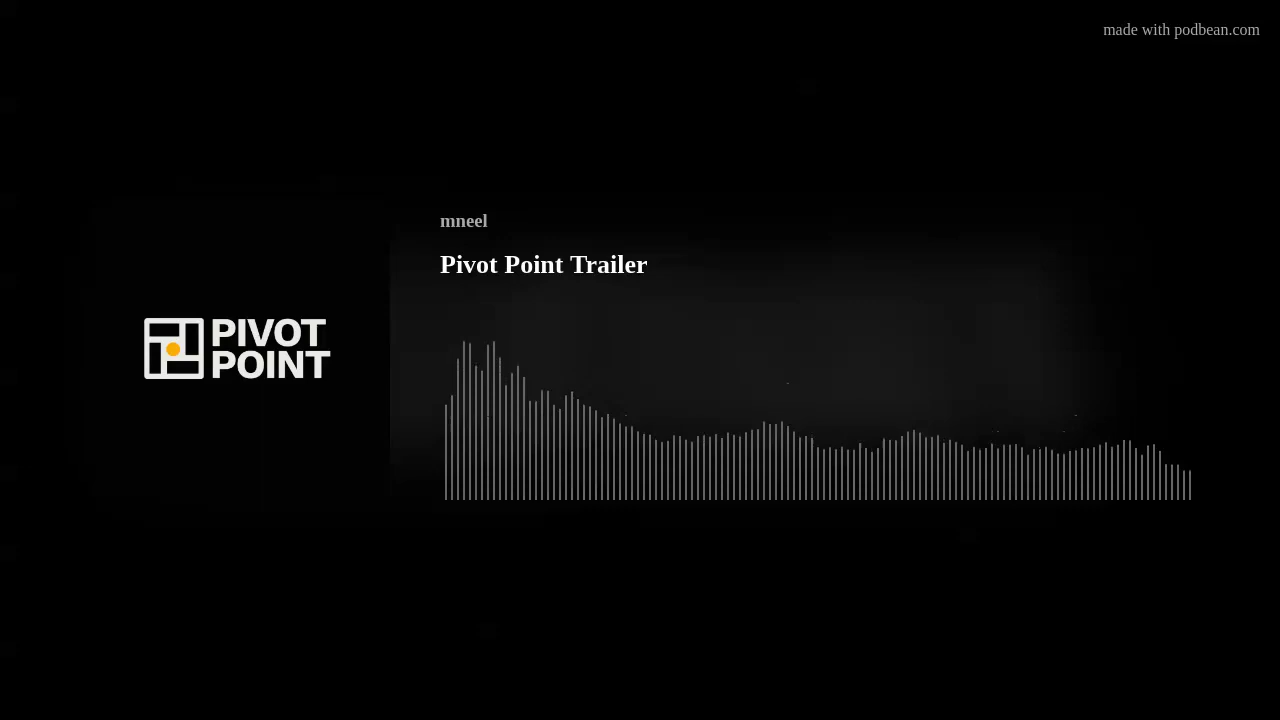 made with podbean.com
mneel
Pivot Point Trailer
PIVOT
POINT